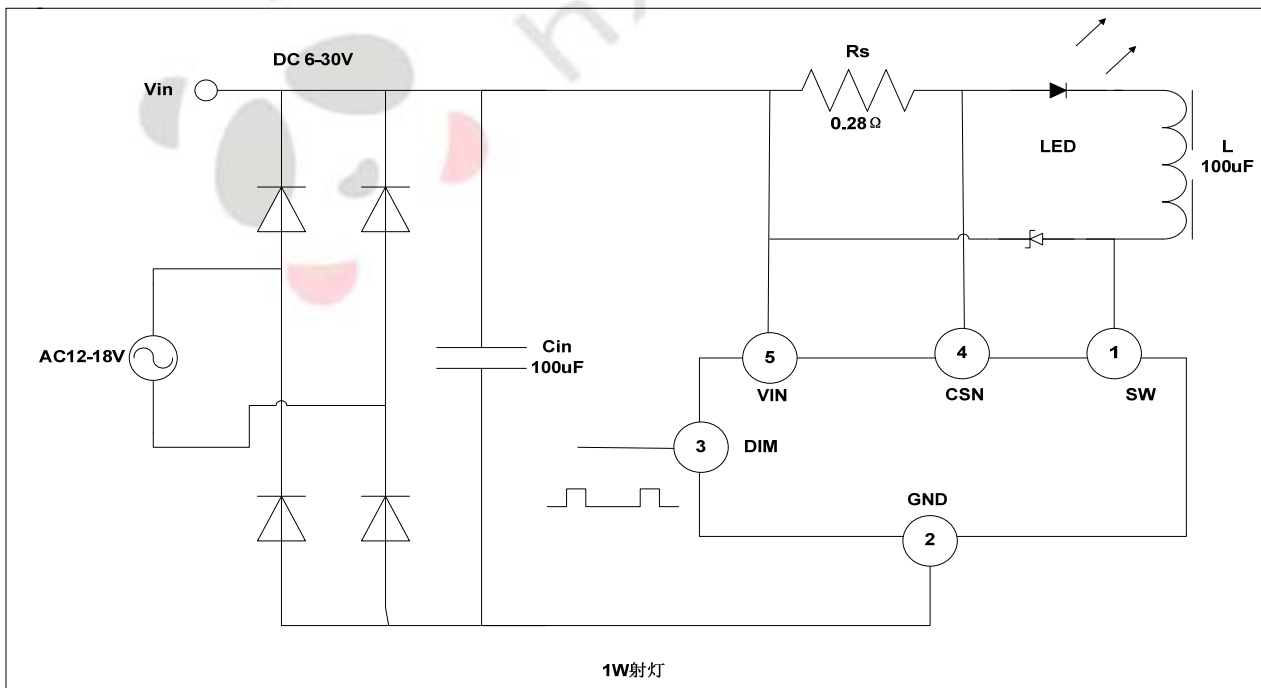 DC 6-30V
Vin
Rs
0.28Ω
LED
L
100uF
AC12-18V
Cin
100uF
5
VIN
4
CSN
1
SW
3
DIM
GND
2
1W射灯